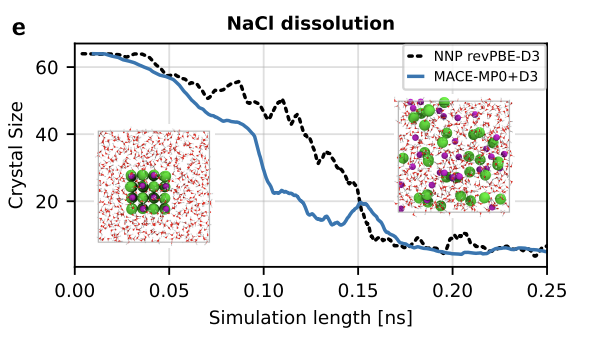 e
NaCl dissolution
NNP revPBE-D3
MACE-MP0+D3
Crystal Size
60
40
20
0.00 0.05 0.10 0.15 0.20 0.25
Simulation length [ns]